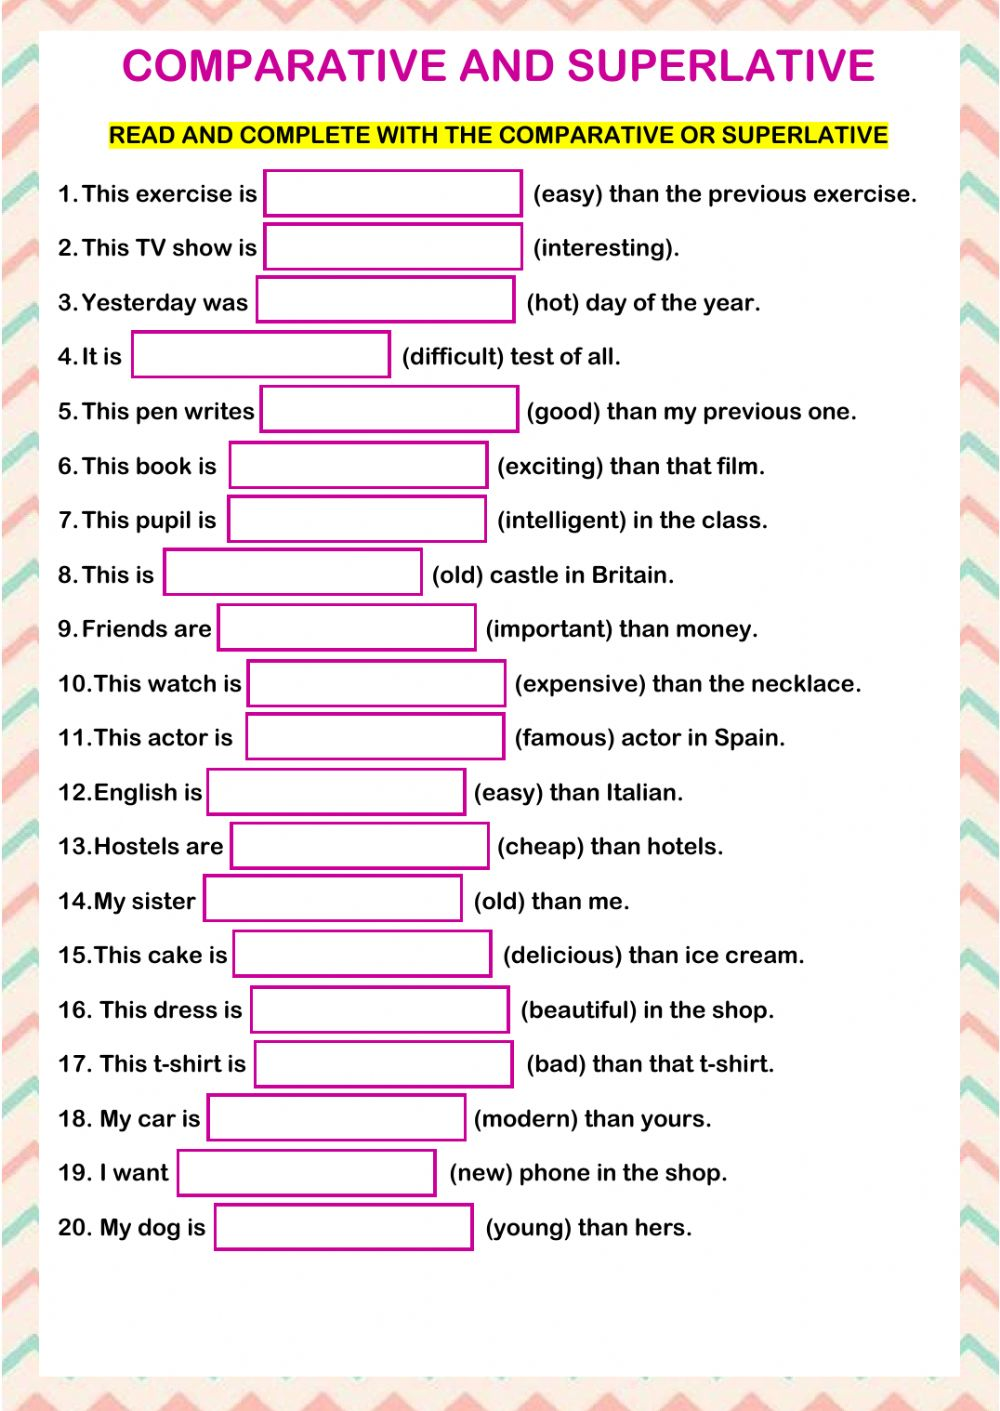 COMPARATIVE AND SUPERLATIVE
READ AND COMPLETE WITH THE COMPARATIVE OR SUPERLATIVE
1. This exercise is (easy) than the previous exercise.
2. This TV show is (interesting).
3. Yesterday was (hot) day of the year.
4. It is (difficult) test of all.
5. This pen writes (good) than my previous one.
6. This book is (exciting) than that film.
7. This pupil is (intelligent) in the class.
8. This is (old) castle in Britain.
9. Friends are (important) than money.
10.This watch is (expensive) than the necklace.
11.This actor is (famous) actor in Spain.
12.English is (easy) than Italian.
13.Hostels are (cheap) than hotels.
14.My sister (old) than me.
15.This cake is (delicious) than ice cream.
16. This dress is (beautiful) in the shop.
17. This t-shirt is (bad) than that t-shirt.
18. My car is (modern) than yours.
19. I want (new) phone in the shop.
20. My dog is (young) than hers.